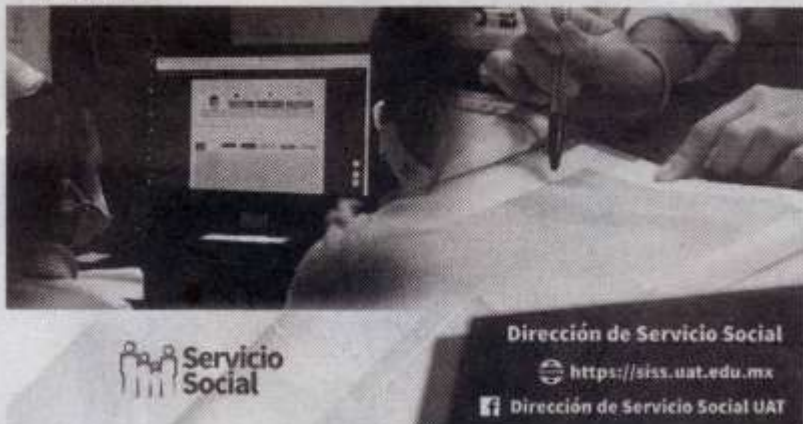 Servicio
Social
Dirección de Servicio Social
https://siss.uat.edu.mx
Dirección de Servicio Social UAT